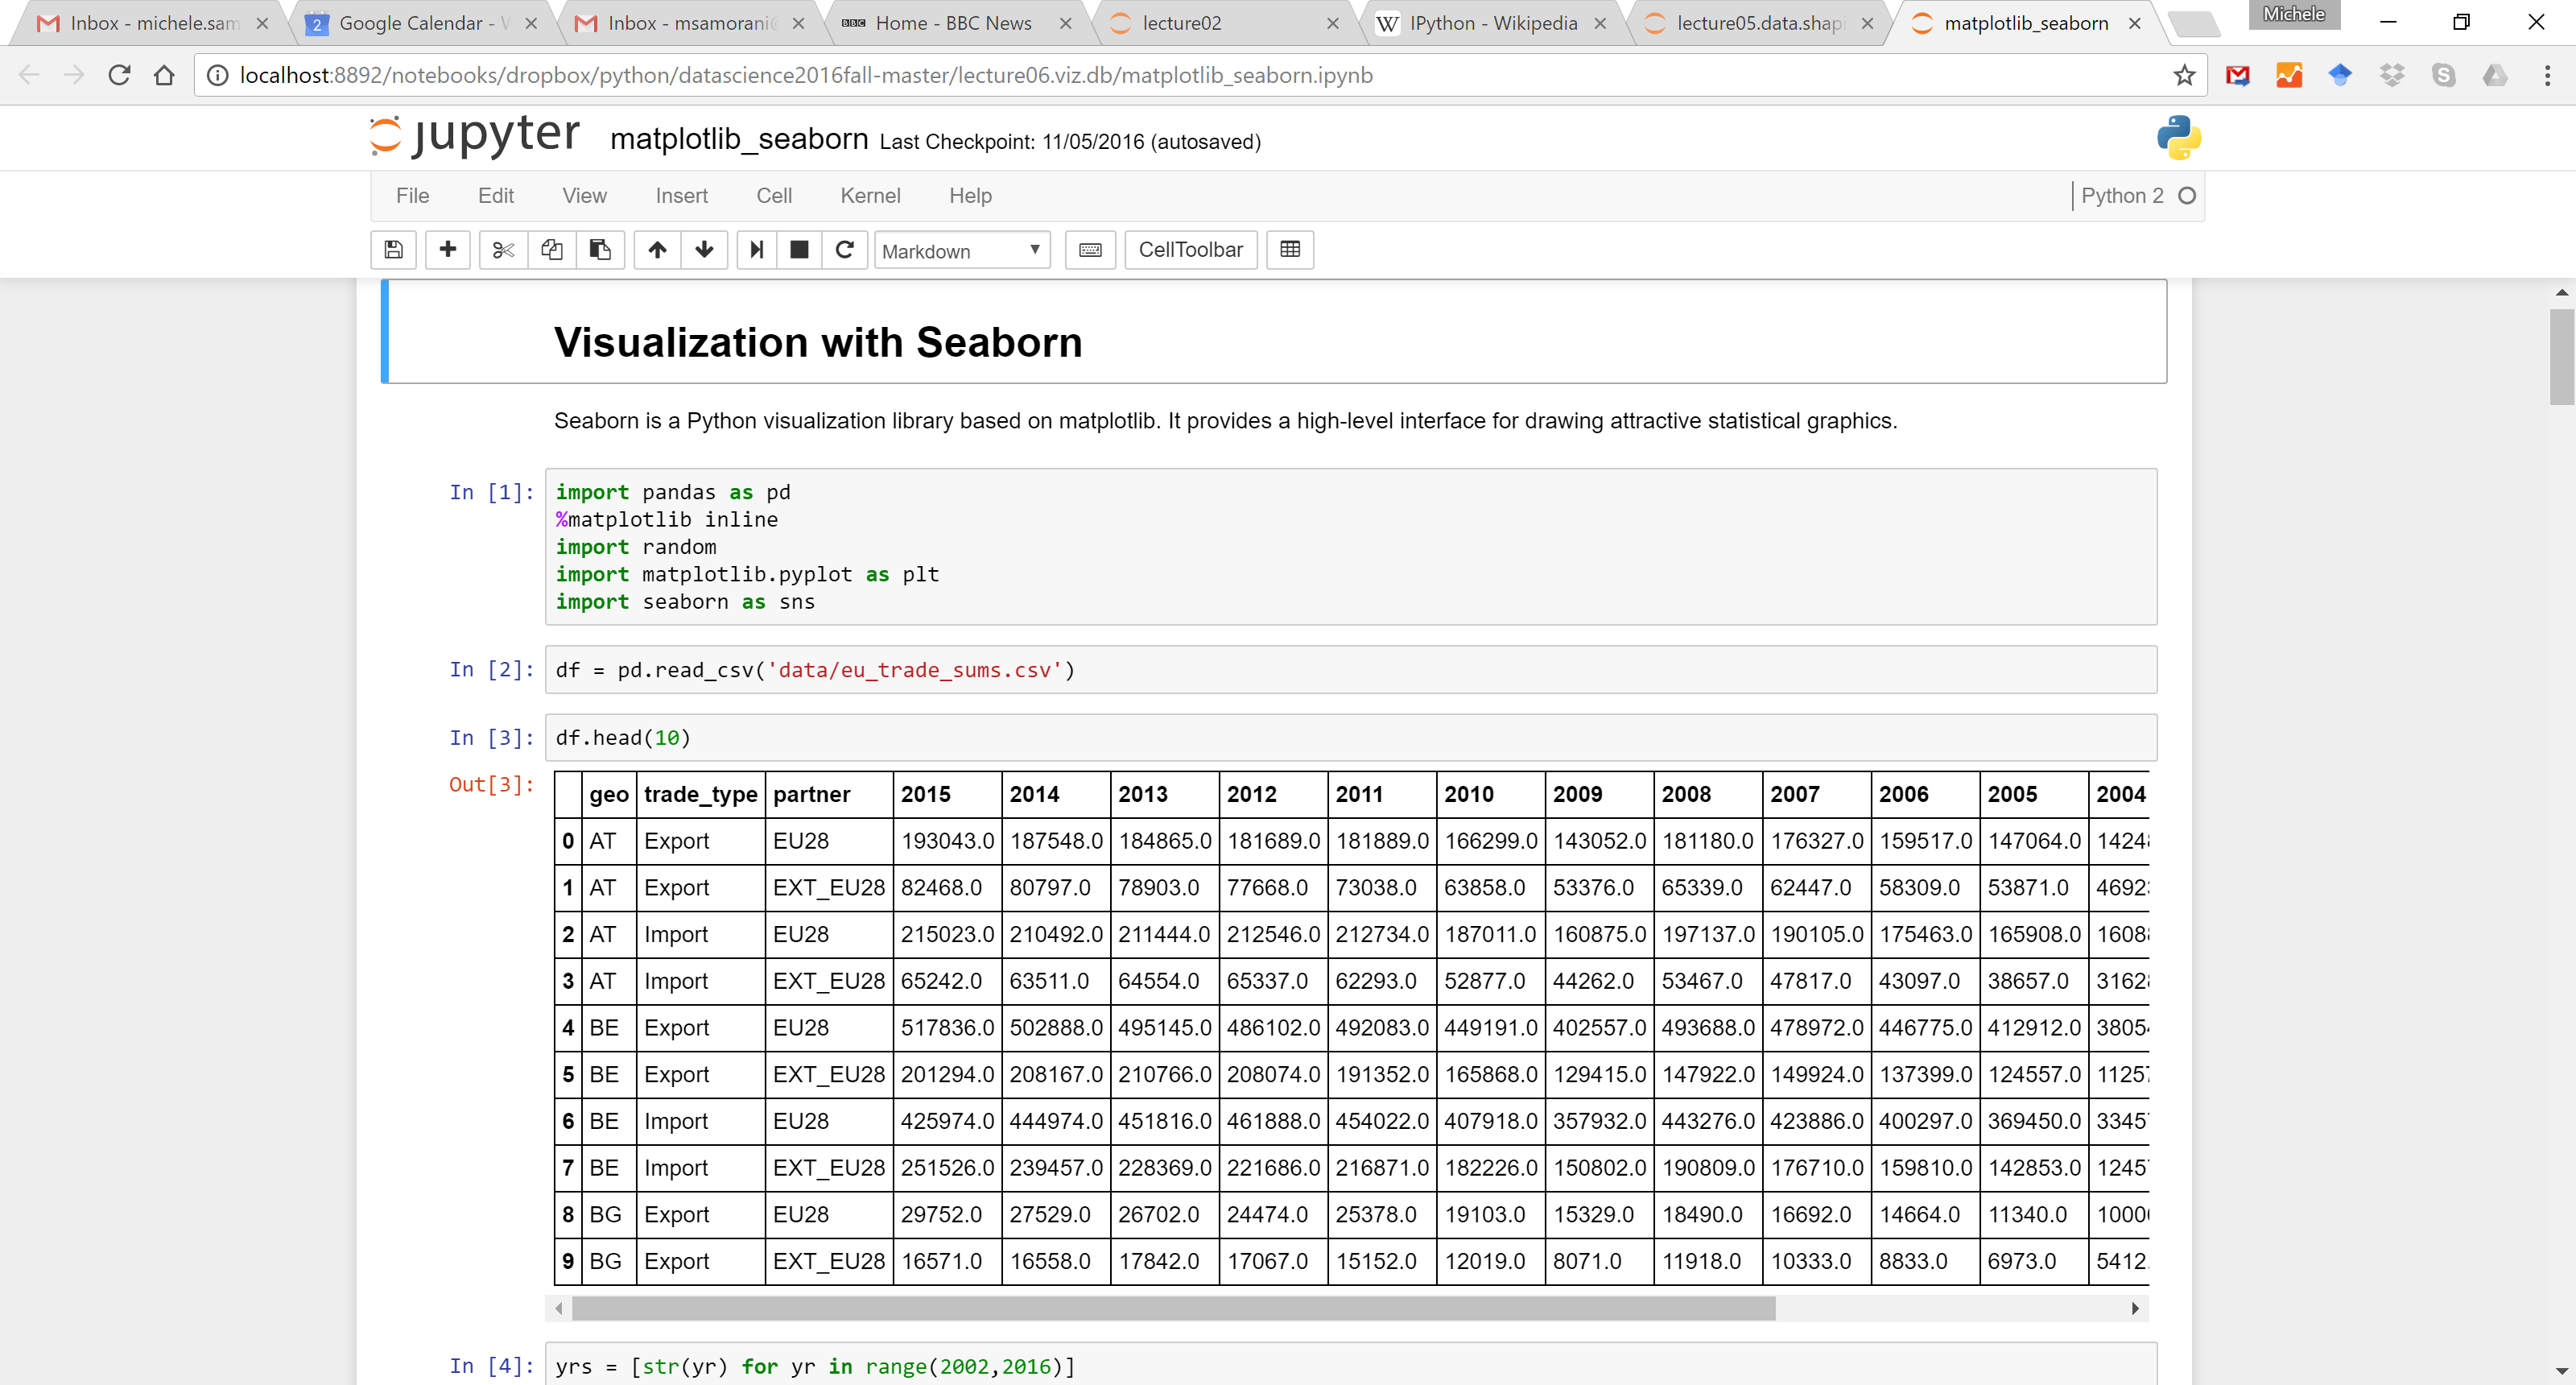 Inbox - michele.sam
Google Calendar - W
Inbox - msamorani@
Home - BBC News
lecture02
IPython - Wikipedia
lecture05.data.shap
matplotlib_seaborn
Michele
localhost:8892/notebooks/dropbox/python/datascience2016fall-master/lecture06.viz.db/matplotlib_seaborn.ipynb
jupyter matplotlib_seaborn Last Checkpoint: 11/05/2016 (autosaved)
File Edit View Insert Cell Kernel Help Python 2
Markdown CellToolbar
Visualization with Seaborn
Seaborn is a Python visualization library based on matplotlib. It provides a high-level interface for drawing attractive statistical graphics.
In [1]: import pandas as pd
%matplotlib inline
import random
import matplotlib.pyplot as plt
import seaborn as sns
In [2]: df = pd.read_csv('data/eu_trade_sums.csv')
In [3]: df.head(10)
Out[3]:
geo trade_type partner 2015 2014 2013 2012 2011 2010 2009 2008 2007 2006 2005 2004
0 AT Export EU28 193043.0 187548.0 184865.0 181689.0 181889.0 166299.0 143052.0 181180.0 176327.0 159517.0 147064.0 14248
1 AT Export EXT_EU28 82468.0 80797.0 78903.0 77668.0 73038.0 63858.0 53376.0 65339.0 62447.0 58309.0 53871.0 46923
2 AT Import EU28 215023.0 210492.0 211444.0 212546.0 212734.0 187011.0 160875.0 197137.0 190105.0 175463.0 165908.0 16088
3 AT Import EXT_EU28 65242.0 63511.0 64554.0 65337.0 62293.0 52877.0 44262.0 53467.0 47817.0 43097.0 38657.0 31628
4 BE Export EU28 517836.0 502888.0 495145.0 486102.0 492083.0 449191.0 402557.0 493688.0 478972.0 446775.0 412912.0 38054
5 BE Export EXT_EU28 201294.0 208167.0 210766.0 208074.0 191352.0 165868.0 129415.0 147922.0 149924.0 137399.0 124557.0 11257
6 BE Import EU28 425974.0 444974.0 451816.0 461888.0 454022.0 407918.0 357932.0 443276.0 423886.0 400297.0 369450.0 33457
7 BE Import EXT_EU28 251526.0 239457.0 228369.0 221686.0 216871.0 182226.0 150802.0 190809.0 176710.0 159810.0 142853.0 12457
8 BG Export EU28 29752.0 27529.0 26702.0 24474.0 25378.0 19103.0 15329.0 18490.0 16692.0 14664.0 11340.0 10000
9 BG Export EXT_EU28 16571.0 16558.0 17842.0 17067.0 15152.0 12019.0 8071.0 11918.0 10333.0 8833.0 6973.0 5412.
In [4]: yrs = [str(yr) for yr in range(2002,2016)]